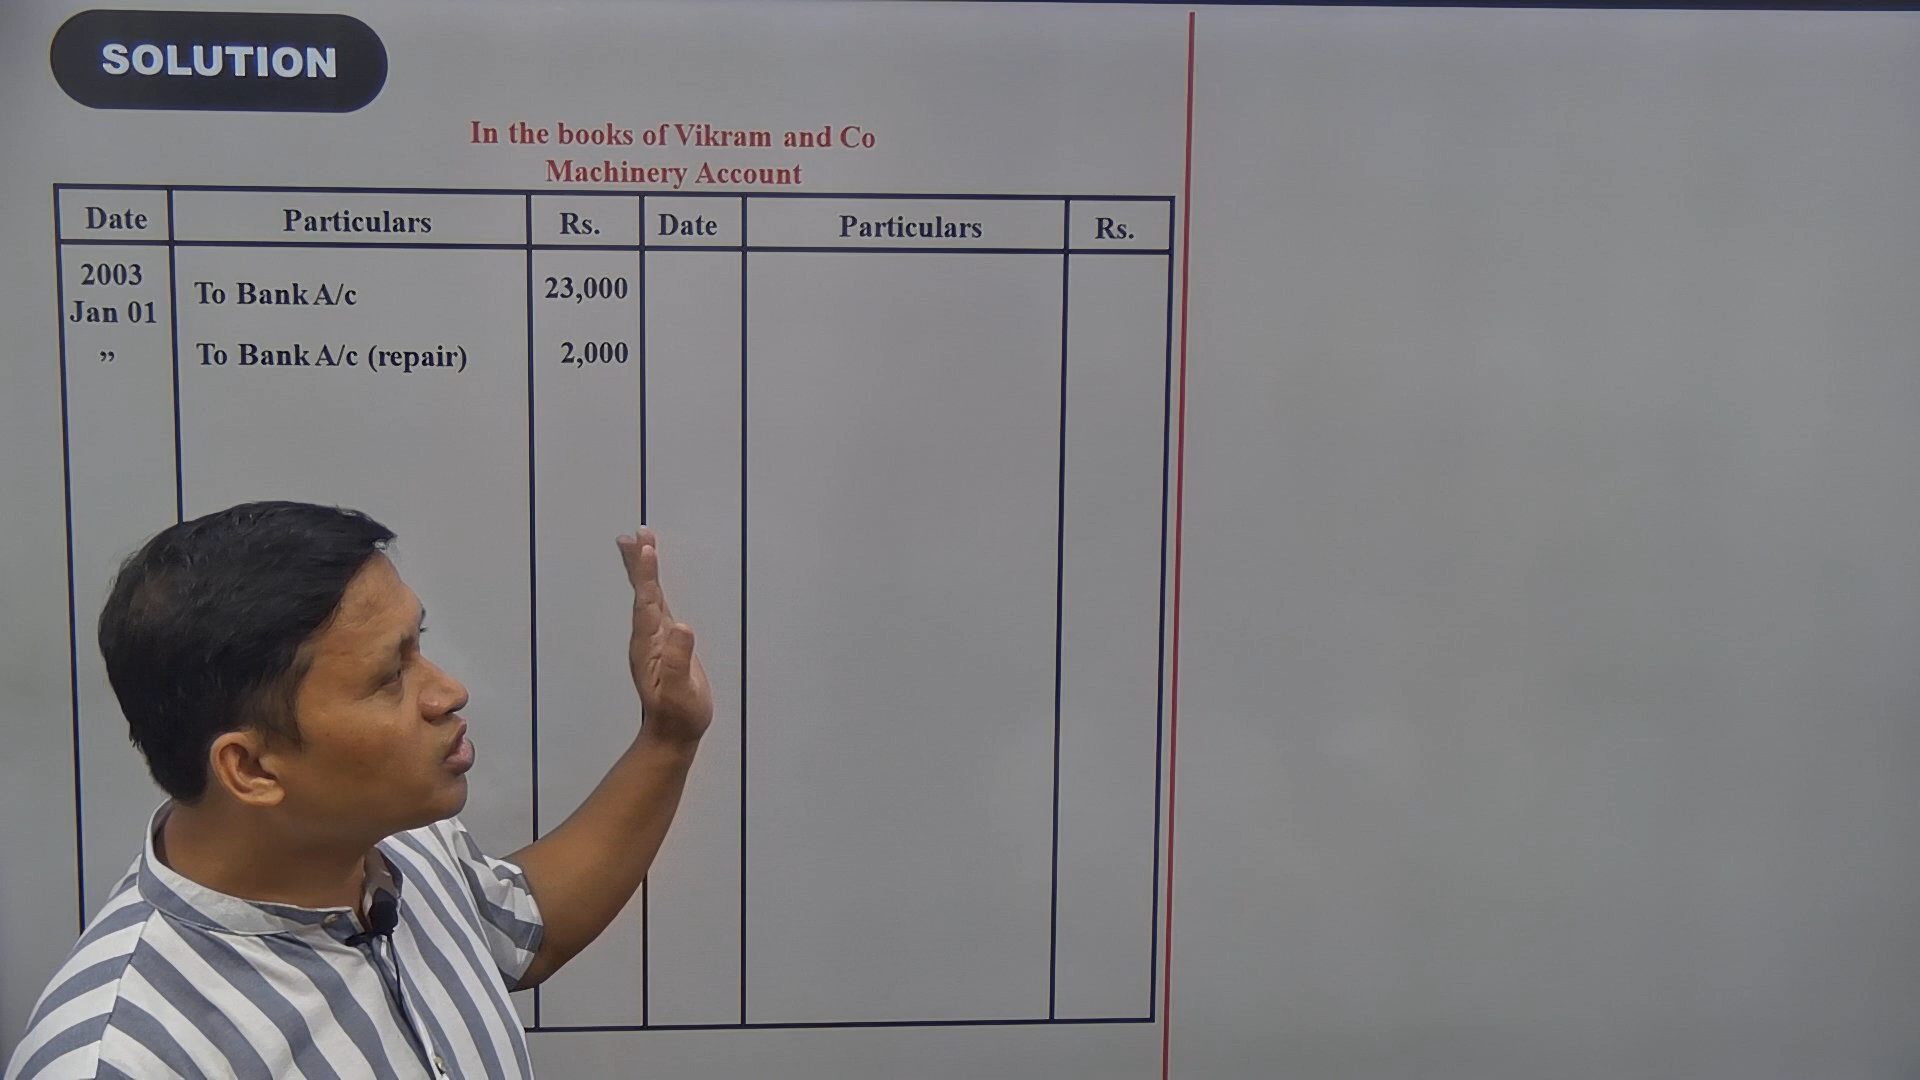 SOLUTION
In the books of Vikram and Co
Machinery Account
Date Particulars Rs. Date Particulars Rs.
2003
Jan 01 To Bank A/c 23,000
” To Bank A/c (repair) 2,000